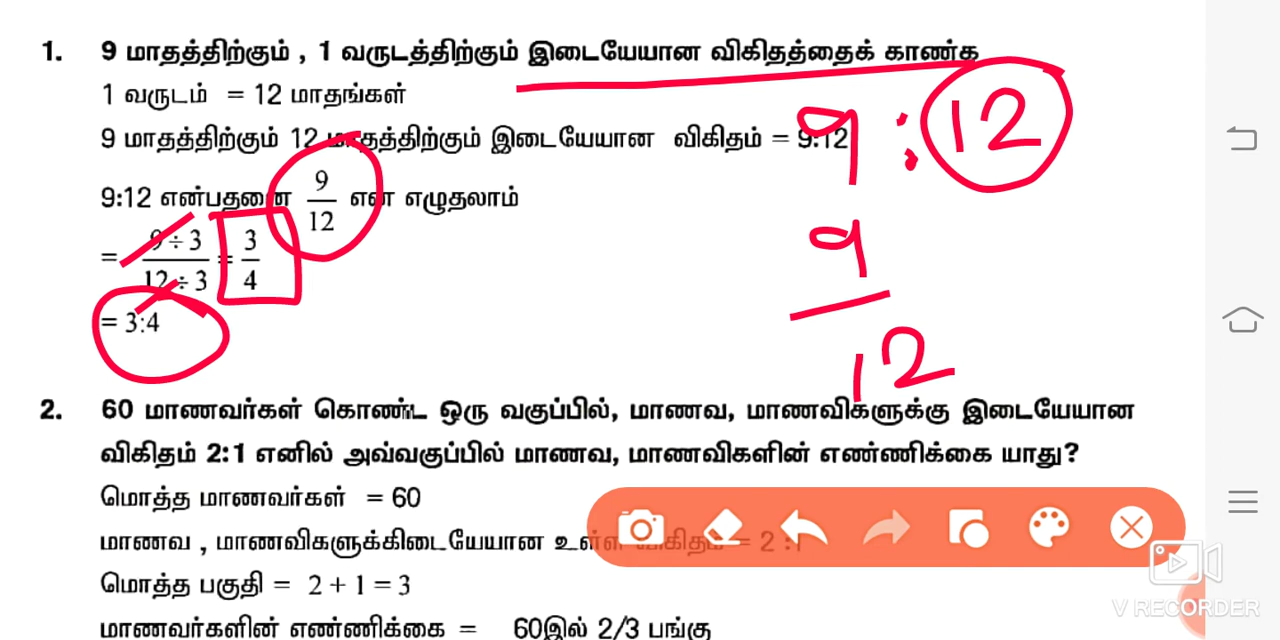 1. 9 மாதத்திற்கும் , 1 வருடத்திற்கும் இடையேயான விகிதத்தைக் காண்க
1 வருடம் = 12 மாதங்கள்
9 மாதத்திற்கும் 12 மாதத்திற்கும் இடையேயான விகிதம் = 9:12
9 : 12
9:12 என்பதனை 9/12 என எழுதலாம்
= 9 ÷ 3 / 12 ÷ 3 = 3/4
9/12
= 3:4
2. 60 மாணவர்கள் கொண்ட ஒரு வகுப்பில், மாணவ, மாணவிகளுக்கு இடையேயான
விகிதம் 2:1 எனில் அவ்வகுப்பில் மாணவ, மாணவிகளின் எண்ணிக்கை யாது?
மொத்த மாணவர்கள் = 60
மாணவ , மாணவிகளுக்கிடையேயான உள்ள விகிதம் = 2 :1
மொத்த பகுதி = 2 + 1 = 3
மாணவர்களின் எண்ணிக்கை = 60இல் 2/3 பங்கு
V RECORDER